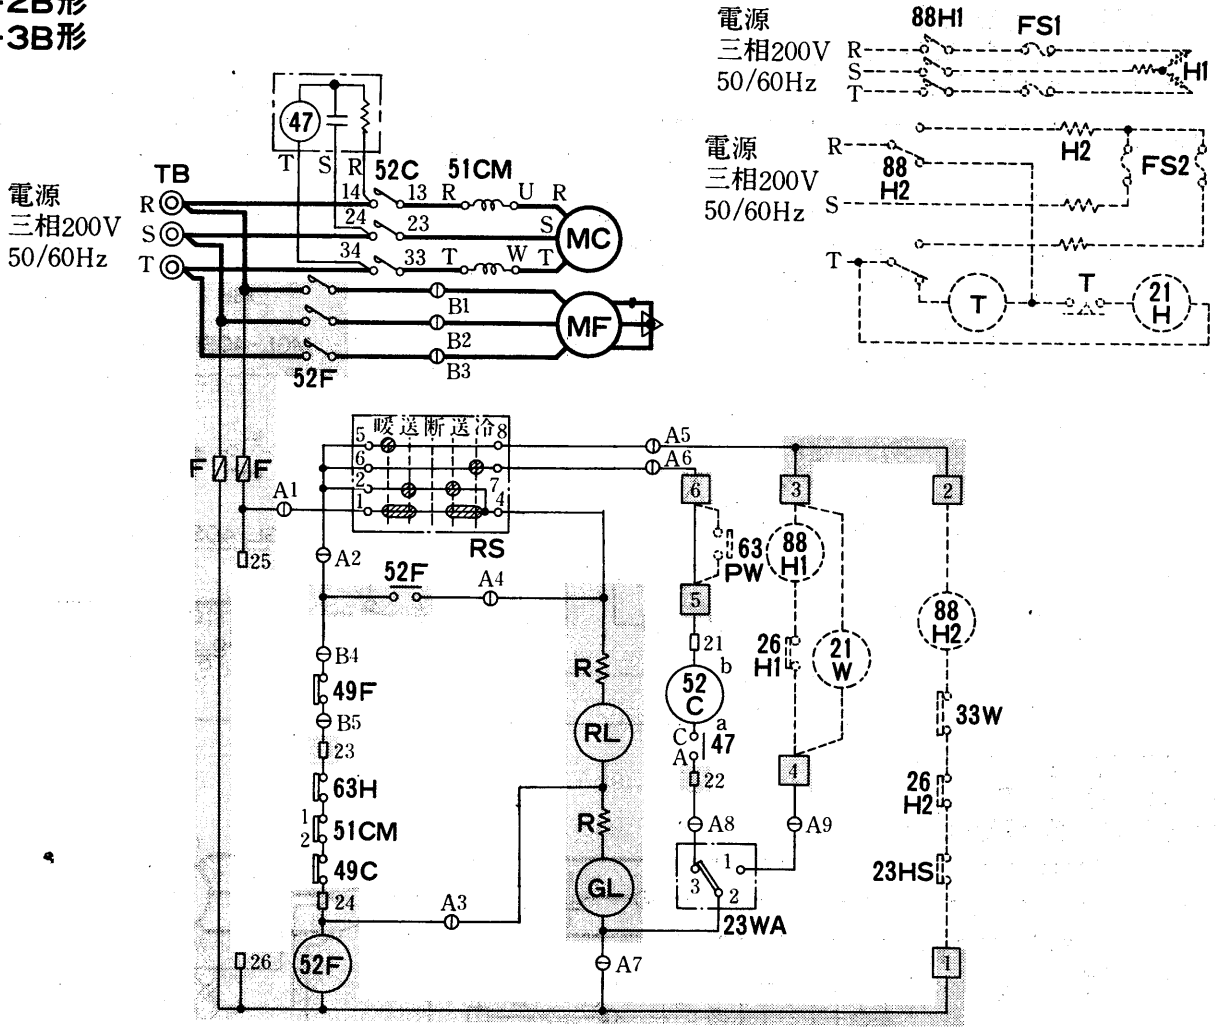 -2B形
-3B形
電源
三相200V
50/60Hz
R
S
T
88H1
FS1
H1
電源
三相200V
50/60Hz
R
S
T
88
H2
H2
FS2
T
T
21
H
47
T
S
R
TB
電源
三相200V
50/60Hz
R
S
T
52C
51CM
14
13
R
U
R
24
23
S
34
33
T
W
T
MC
B1
B2
B3
MF
52F
F
F
A1
25
暖 送 断 送 冷
5
8
6
2
7
1
4
RS
A5
A6
A2
52F
A4
6
3
2
63
PW
88
H1
5
88
H2
B4
49F
B5
23
63H
1
2
51CM
49C
24
A3
52F
26
R
RL
R
GL
A7
21
b
52
C
a
C
A
47
22
A8
26
H1
21
W
4
A9
1
3
2
23WA
33W
26
H2
23HS
1